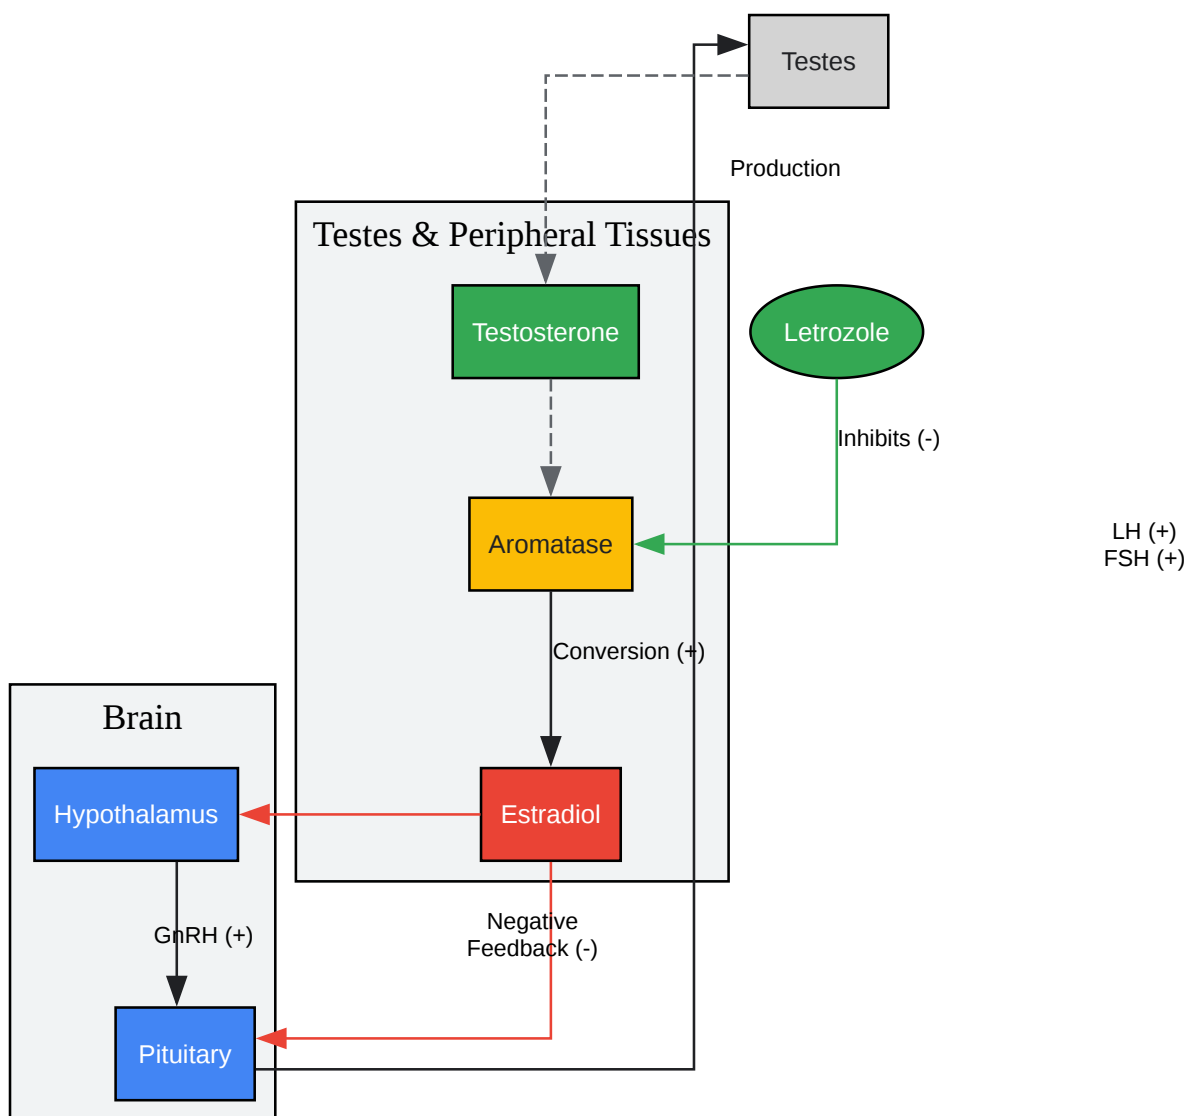 Testes
Production
Testes & Peripheral Tissues
Testosterone
Letrozole
Inhibits (-)
Aromatase
LH (+)
FSH (+)
Conversion (+)
Brain
Hypothalamus
Estradiol
Negative
Feedback (-)
GnRH (+)
Pituitary